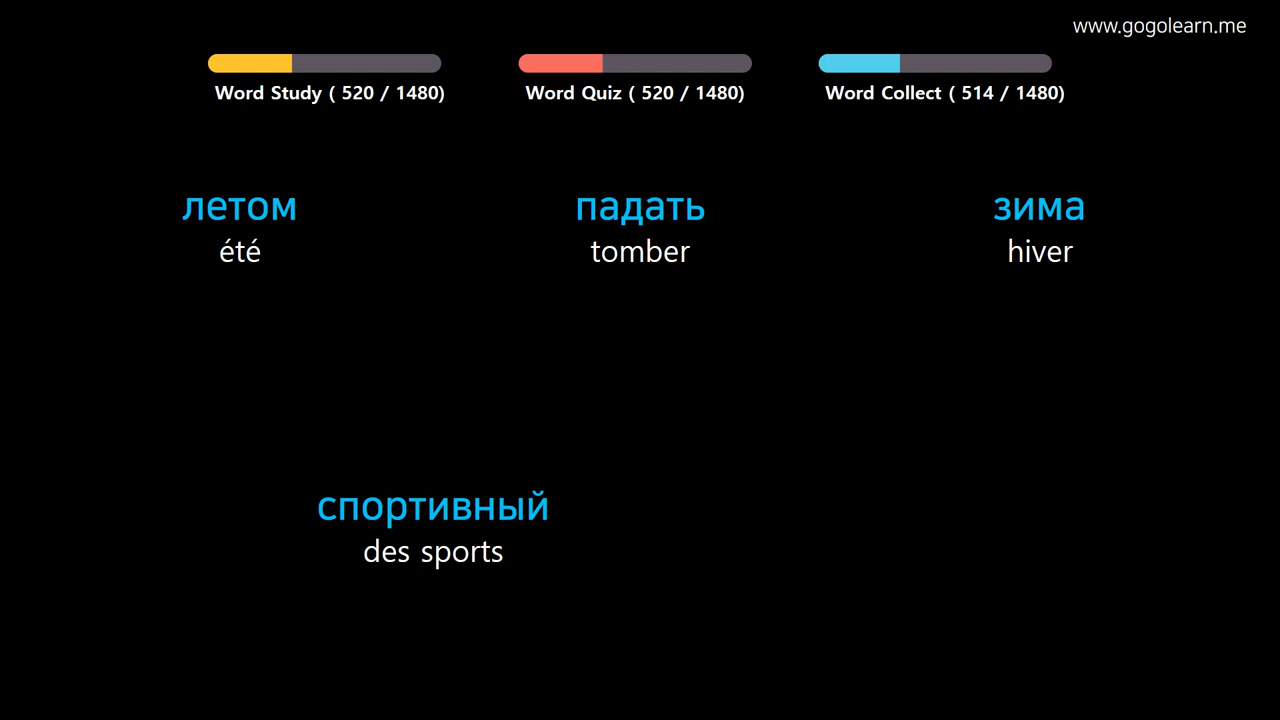 www.gogolearn.me
Word Study ( 520 / 1480)
Word Quiz ( 520 / 1480)
Word Collect ( 514 / 1480)
летом
été
падать
tomber
зима
hiver
спортивный
des sports